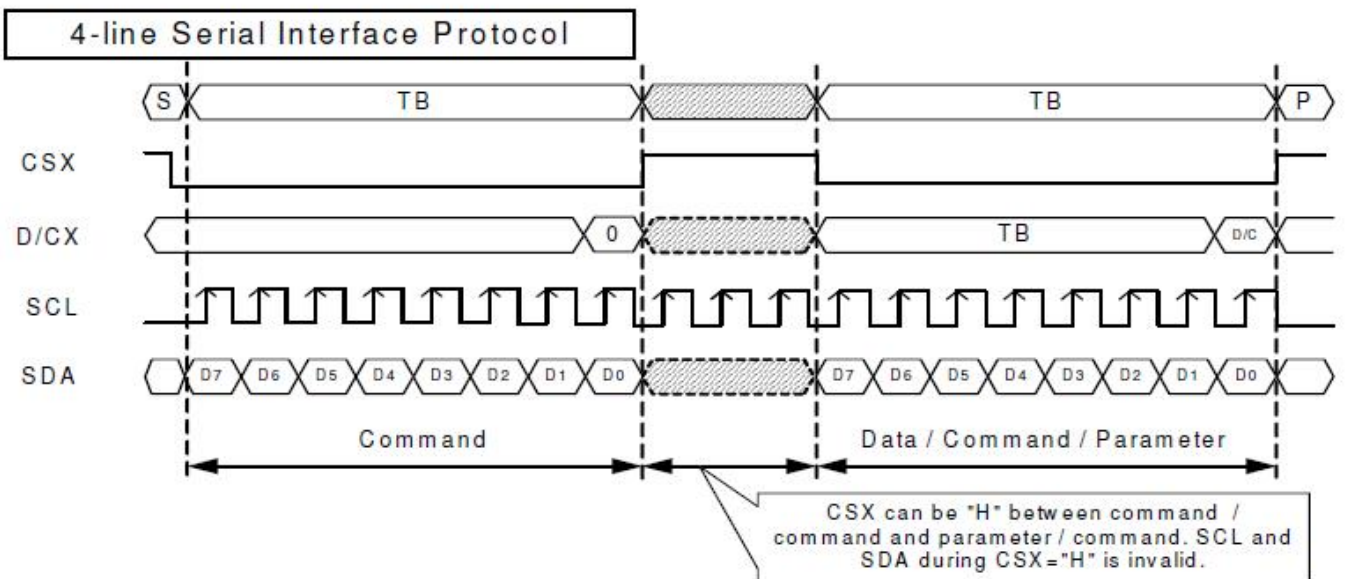 4-line Serial Interface Protocol
S TB TB P
CSX
D/CX 0 TB D/C
SCL
SDA D7 D6 D5 D4 D3 D2 D1 D0 D7 D6 D5 D4 D3 D2 D1 D0
Command Data / Command / Parameter
CSX can be "H" between command /
command and parameter / command. SCL and
SDA during CSX="H" is invalid.